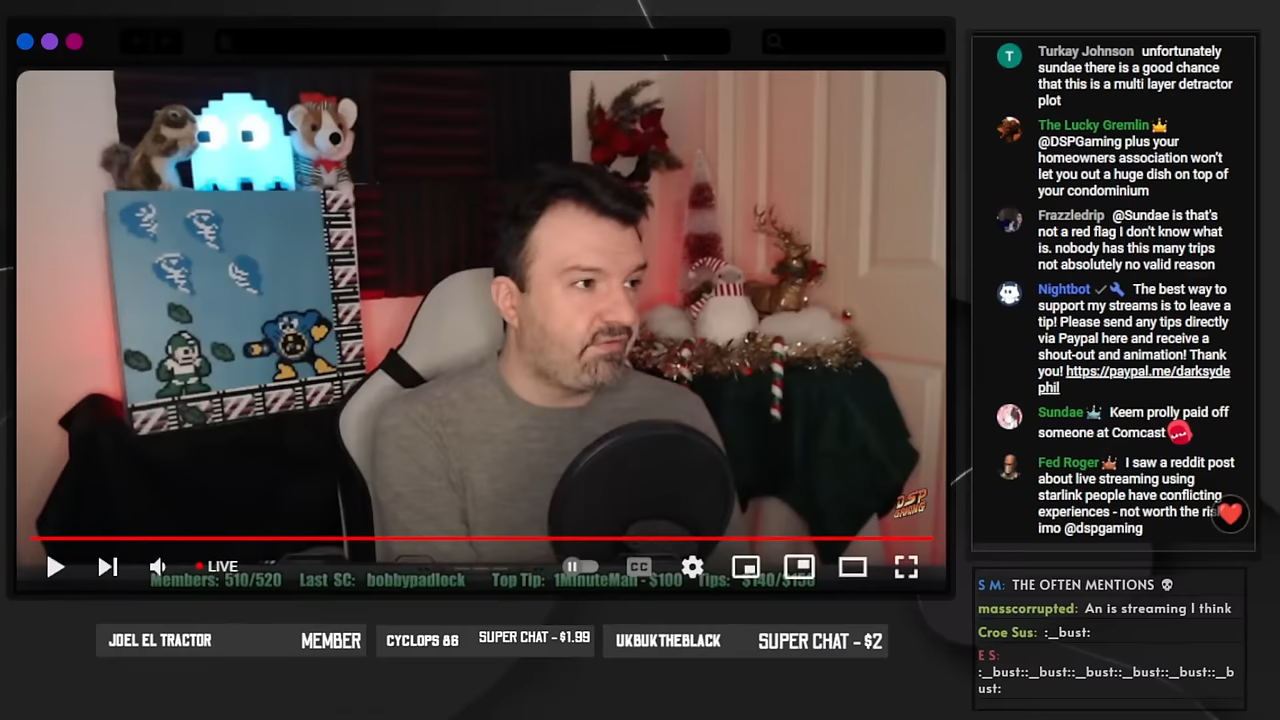 Turkay Johnson unfortunately
sundae there is a good chance
that this is a multi layer detractor
plot
The Lucky Gremlin
@DSPGaming plus your
homeowners association won't
let you out a huge dish on top of
your condominium
Frazzledrip @Sundae is that's
not a red flag I don't know what
is. nobody has this many trips
not absolutely no valid reason
Nightbot The best way to
support my streams is to leave a
tip! Please send any tips directly
via Paypal here and receive a
shout-out and animation! Thank
you! https://paypal.me/darksyde
phil
Sundae Keem prolly paid off
someone at Comcast
Fed Roger I saw a reddit post
about live streaming using
starlink people have conflicting
experiences - not worth the
imo @dspgaming
DSP
GAMING
LIVE
CC
Members: 510/520 Last SC: bobbypadlock Top Tip: 1MinuteMan - $100 Tips: $140/$150
JOEL EL TRACTOR MEMBER
CYCLOPS 86 SUPER CHAT - $1.99
UKBUKTHEBLACK SUPER CHAT - $2
S M: THE OFTEN MENTIONS
masscorrupted: An is streaming I think
Croe Sus: :_bust:
E S:
:_bust::_bust::_bust::_bust::_bust::_b
ust:
T